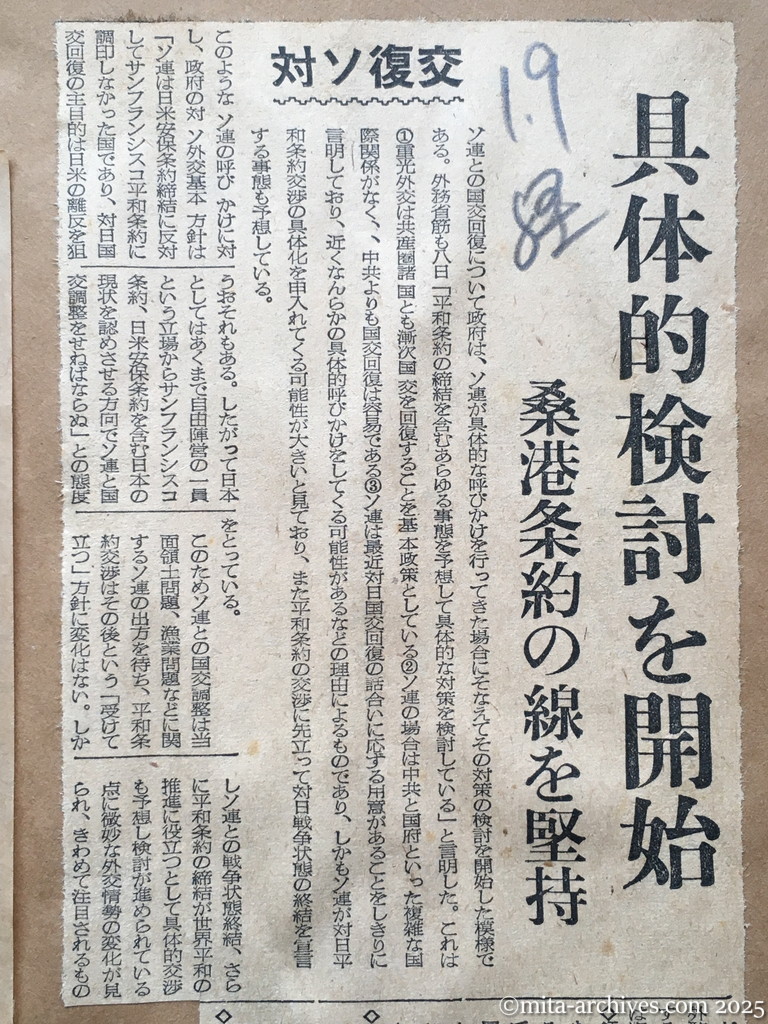 対ソ復交
具体的検討を開始
桑港条約の線を堅持
1.9
経
ソ連との国交回復について政府は、ソ連が具体的な呼びかけを行ってきた場合にそなえてその対策の検討を開始した模様で
ある。外務省筋も八日「平和条約の締結を含むあらゆる事態を予想して具体的な対策を検討している」と言明した。これは
①重光外交は共産圏諸国とも漸次国交を回復することを基本政策としている②ソ連の場合は中共と国府といった複雑な国
際関係がなく、、中共よりも国交回復は容易である③ソ連は最近対日国交回復の話合いに応ずる用意があることをしきりに
言明しており、近くなんらかの具体的呼びかけをしてくる可能性があるなどの理由によるものであり、しかもソ連が対日平
和条約交渉の具体化を申入れてくる可能性が大きいと見ており、また平和条約の交渉に先立って対日戦争状態の終結を宣言
する事態も予想している。
このような ソ連の呼び かけに対
し、政府の対 ソ外交基本 方針は
「ソ連は日米安保条約締結に反対
してサンフランシスコ平和条約に
調印しなかった国であり、対日国
交回復の主目的は日米の離反を狙
うおそれもある。したがって日本
としてはあくまで自由陣営の一員
という立場からサンフランシスコ
条約、日米安保条約を含む日本の
現状を認めさせる方向でソ連と国
交調整をせねばならぬ」との態度
をとっている。
このためソ連との国交調整は当
面領土問題、漁業問題などに関
するソ連の出方を待ち、平和条
約交渉はその後という「受けて
立つ」方針に変化はない。しか
しソ連との戦争状態終結、さら
に平和条約の締結が世界平和の
推進に役立つとして具体的交渉
も予想し検討が進められている
点に微妙な外交情勢の変化が見
られ、きわめて注目されるもの
©mita-archives.com 2025